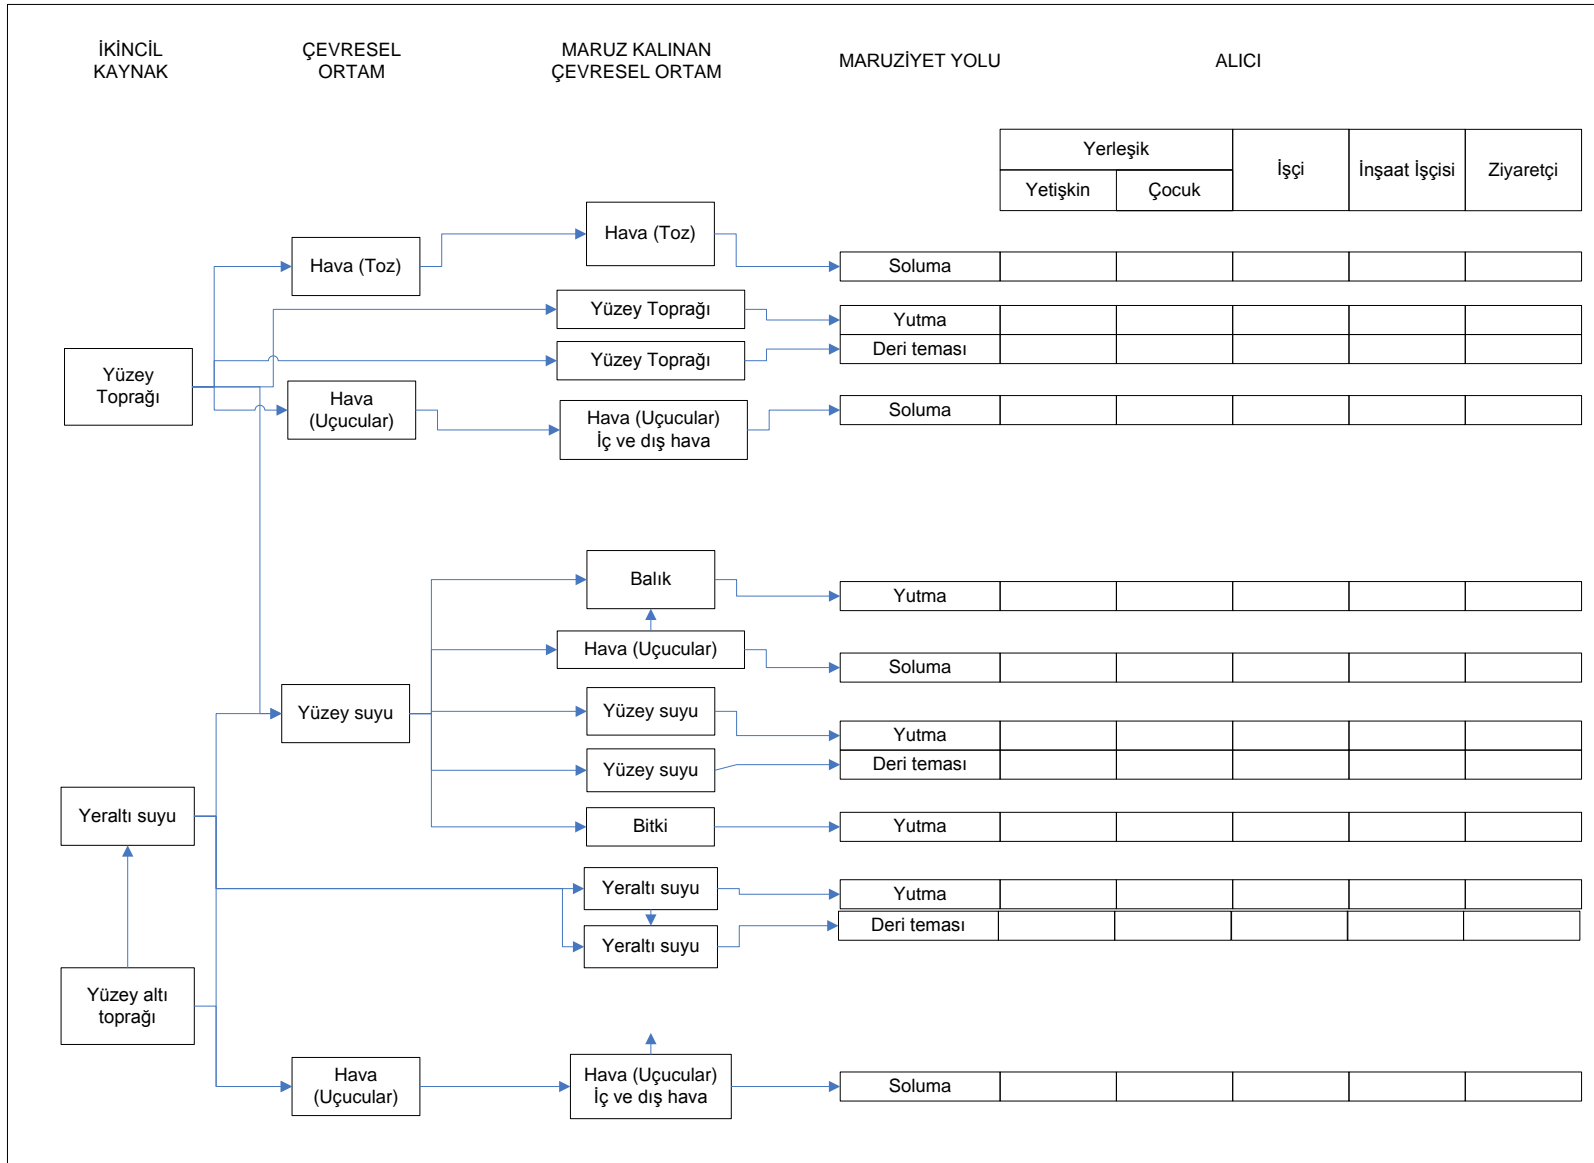 İKİNCİL
KAYNAK
ÇEVRESEL
ORTAM
MARUZ KALINAN
ÇEVRESEL ORTAM
MARUZİYET YOLU
ALICI
Yerleşik
Yetişkin
Çocuk
İşçi
İnşaat İşçisi
Ziyaretçi
Hava (Toz)
Hava (Toz)
Soluma
Yüzey Toprağı
Yutma
Yüzey Toprağı
Deri teması
Yüzey
Toprağı
Hava
(Uçucular)
Hava (Uçucular)
İç ve dış hava
Soluma
Balık
Yutma
Hava (Uçucular)
Soluma
Yüzey suyu
Yüzey suyu
Yutma
Yüzey suyu
Deri teması
Yeraltı suyu
Bitki
Yutma
Yeraltı suyu
Yutma
Yeraltı suyu
Deri teması
Yüzey altı
toprağı
Hava
(Uçucular)
Hava (Uçucular)
İç ve dış hava
Soluma